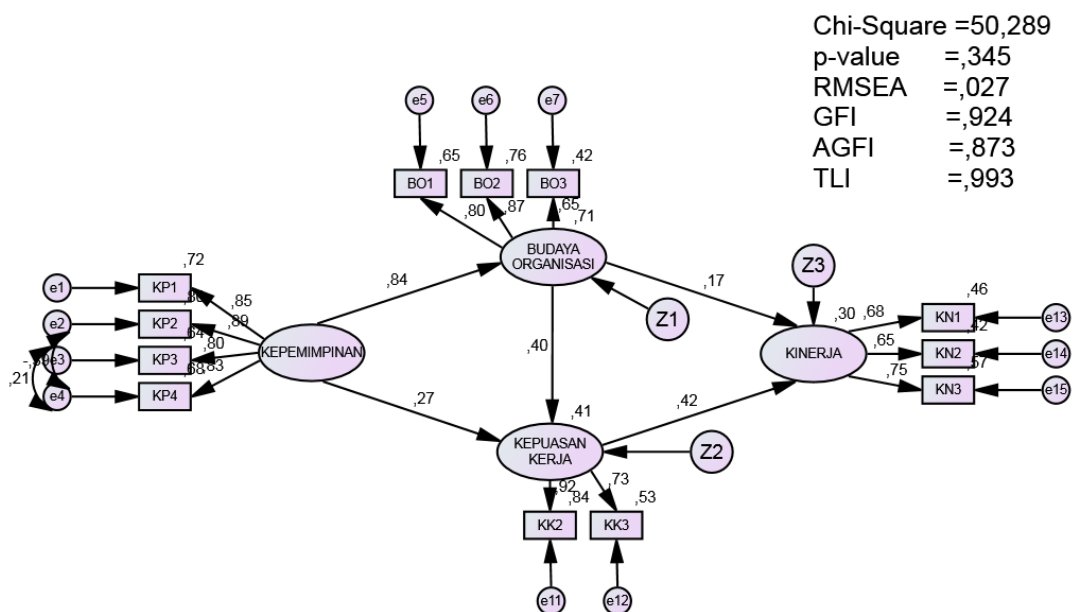 Chi-Square =50,289
p-value =,345
RMSEA =,027
GFI =,924
AGFI =,873
TLI =,993
e5
e6
e7
,65
,76
,42
BO1
BO2
BO3
,80
,87
,65
,71
BUDAYA
ORGANISASI
,84
,17
Z1
Z3
,72
e1
KP1
,85
e2
KP2
,89
,64
e3
KP3
,80
,68
,83
e4
KP4
,21
KEPEMIMPINAN
,40
,27
,30
,68
,46
KN1
e13
KINERJA
,65
,42
KN2
e14
,75
,57
KN3
e15
,41
,42
KEPUASAN
KERJA
Z2
,92
,84
,73
,53
KK2
KK3
e11
e12